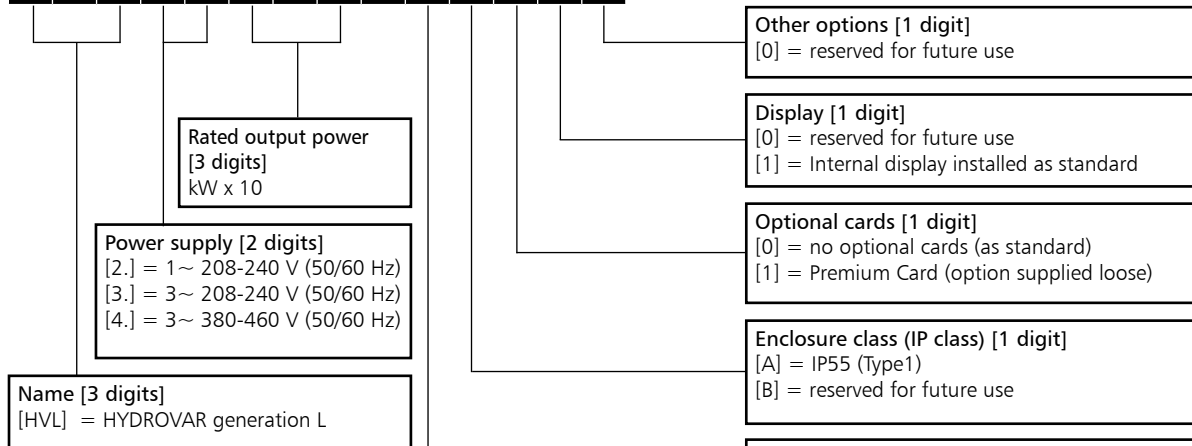 Other options [1 digit]
[0] = reserved for future use
Display [1 digit]
[0] = reserved for future use
[1] = Internal display installed as standard
Rated output power
[3 digits]
kW x 10
Optional cards [1 digit]
[0] = no optional cards (as standard)
[1] = Premium Card (option supplied loose)
Power supply [2 digits]
[2.] = 1~ 208-240 V (50/60 Hz)
[3.] = 3~ 208-240 V (50/60 Hz)
[4.] = 3~ 380-460 V (50/60 Hz)
Enclosure class (IP class) [1 digit]
[A] = IP55 (Type1)
[B] = reserved for future use
Name [3 digits]
[HVL] = HYDROVAR generation L